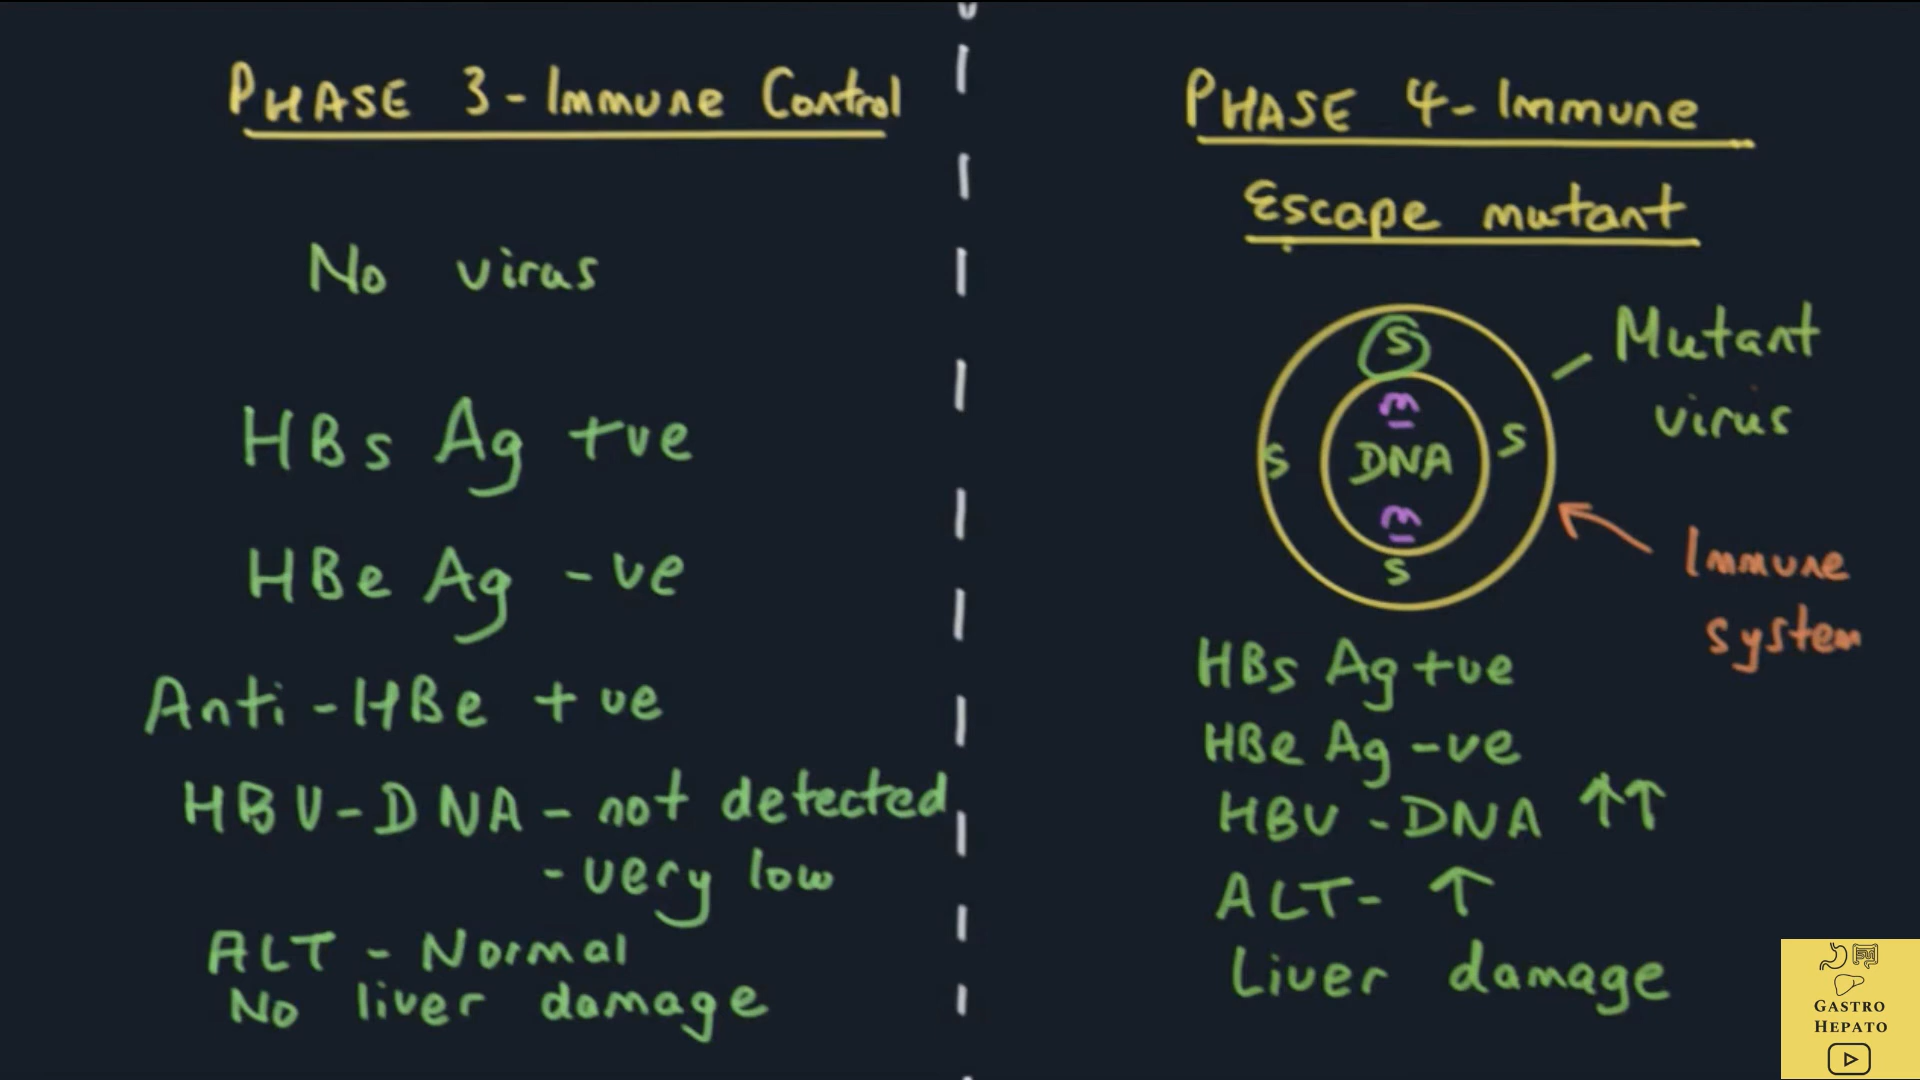 PHASE 3 - Immune Control
No virus
HBs Ag +ve
HBe Ag -ve
Anti-HBe +ve
HBV-DNA - not detected
- very low
ALT - Normal
No liver damage
PHASE 4 - Immune
Escape mutant
S
m
DNA
S
S
m
S
Mutant
virus
Immune
system
HBs Ag +ve
HBe Ag -ve
HBV - DNA ↑↑
ALT - ↑
Liver damage
GASTRO
HEPATO